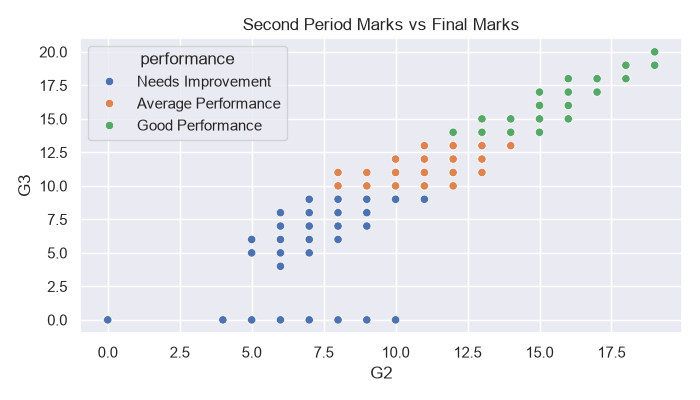 Second Period Marks vs Final Marks
performance
Needs Improvement
Average Performance
Good Performance
20.0
17.5
15.0
12.5
10.0
7.5
5.0
2.5
0.0
G3
0.0 2.5 5.0 7.5 10.0 12.5 15.0 17.5
G2